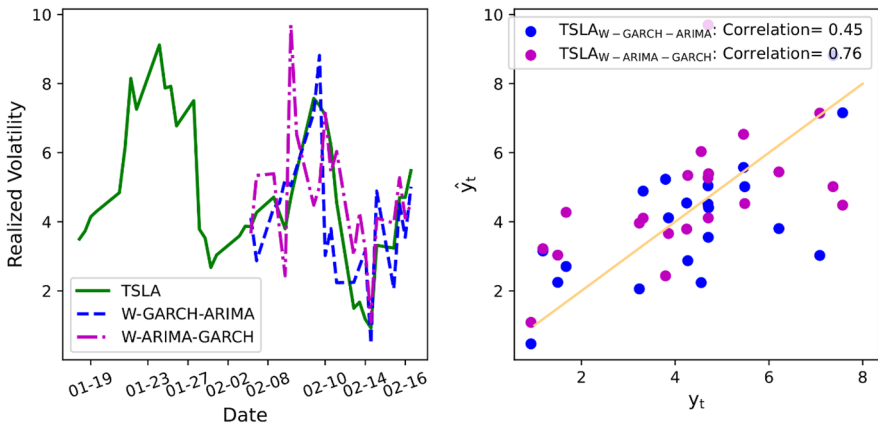 10
8
6
4
2
Realized Volatility
TSLA
W-GARCH-ARIMA
W-ARIMA-GARCH
01-19
01-23
01-27
02-02
02-08
02-10
02-14
02-16
Date
10
8
6
4
2
ŷt
TSLAW−GARCH−ARIMA: Correlation= 0.45
TSLAW−ARIMA−GARCH: Correlation= 0.76
2 4 6 8
yt